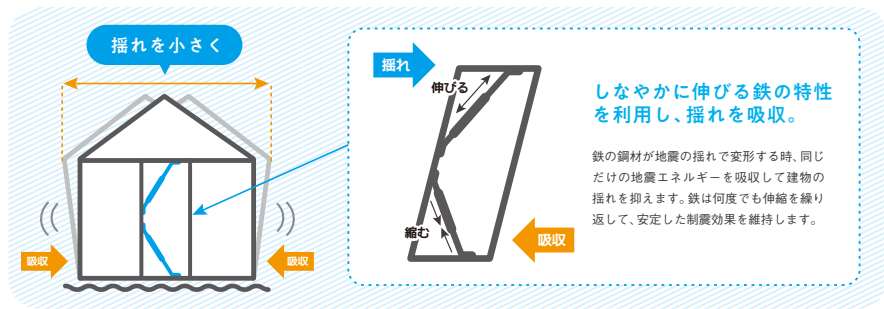 揺れを小さく
吸収
吸収
揺れ
伸びる
縮む
吸収
しなやかに伸びる鉄の特性
を利用し、揺れを吸収。
鉄の鋼材が地震の揺れで変形する時、同じ
だけの地震エネルギーを吸収して建物の
揺れを抑えます。鉄は何度でも伸縮を繰り
返して、安定した制震効果を維持します。